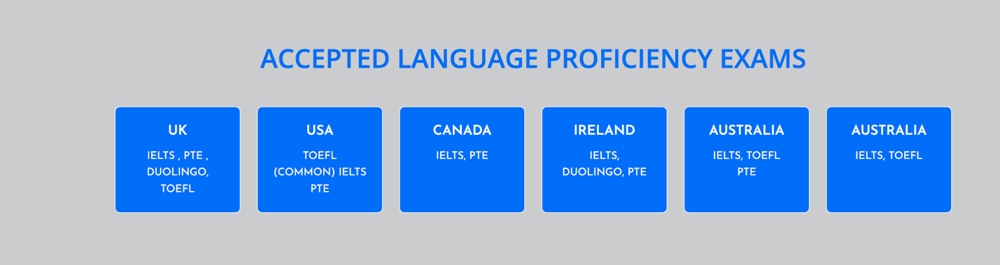 ACCEPTED LANGUAGE PROFICIENCY EXAMS
UK
IELTS , PTE ,
DUOLINGO,
TOEFL
USA
TOEFL
(COMMON) IELTS
PTE
CANADA
IELTS, PTE
IRELAND
IELTS,
DUOLINGO, PTE
AUSTRALIA
IELTS, TOEFL
PTE
AUSTRALIA
IELTS, TOEFL